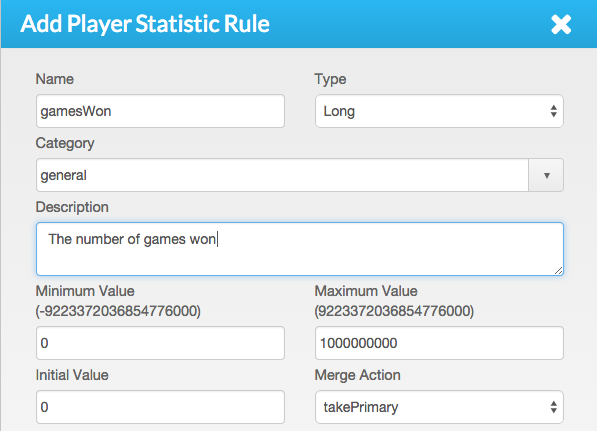 Add Player Statistic Rule
Name Type
gamesWon Long
Category
general
Description
The number of games won
Minimum Value Maximum Value
(-9223372036854776000) (9223372036854776000)
0 1000000000
Initial Value Merge Action
0 takePrimary